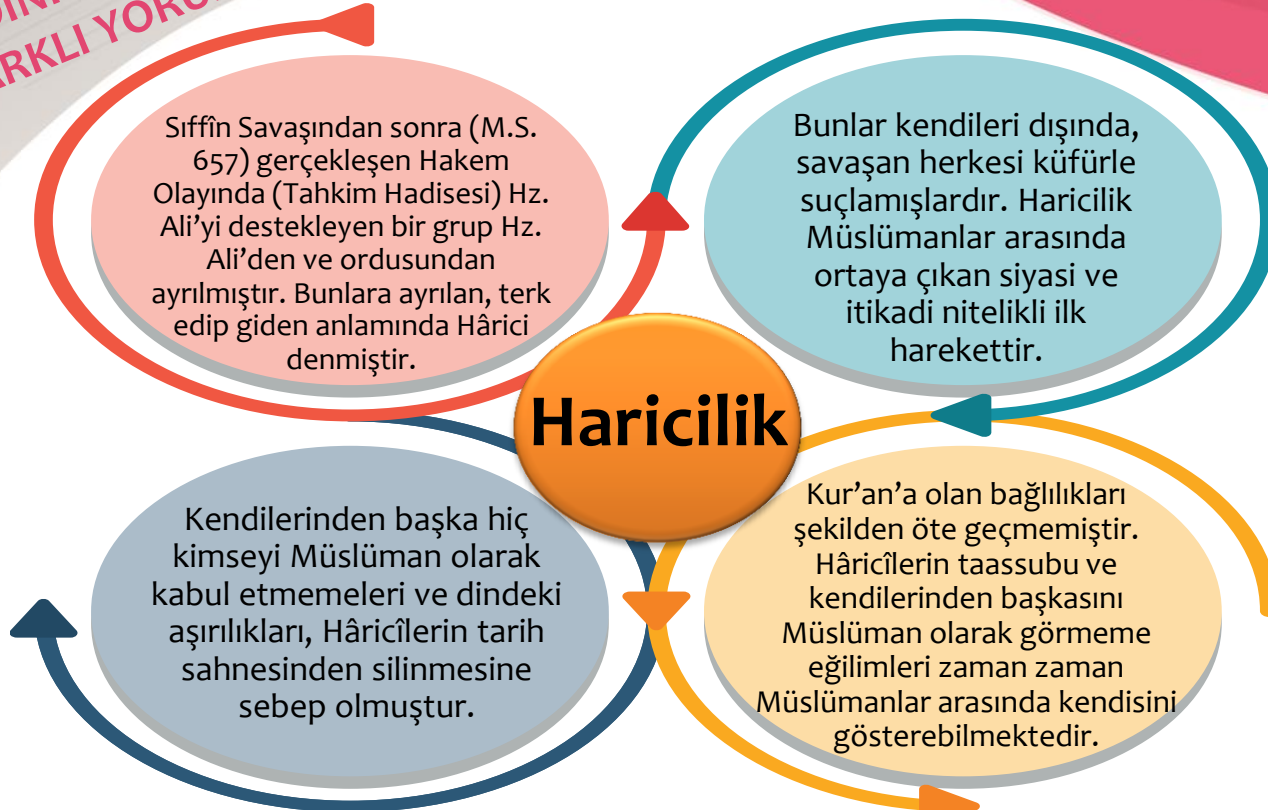 Sıffîn Savaşından sonra (M.S.
657) gerçekleşen Hakem
Olayında (Tahkim Hadisesi) Hz.
Ali’yi destekleyen bir grup Hz.
Ali’den ve ordusundan
ayrılmıştır. Bunlara ayrılan, terk
edip giden anlamında Hârici
denmiştir.
Bunlar kendileri dışında,
savaşan herkesi küfürle
suçlamışlardır. Haricilik
Müslümanlar arasında
ortaya çıkan siyasi ve
itikadi nitelikli ilk
harekettir.
Haricilik
Kendilerinden başka hiç
kimseyi Müslüman olarak
kabul etmemeleri ve dindeki
aşırılıkları, Hâricîlerin tarih
sahnesinden silinmesine
sebep olmuştur.
Kur’an’a olan bağlılıkları
şekilden öte geçmemiştir.
Hâricîlerin taassubu ve
kendilerinden başkasını
Müslüman olarak görmeme
eğilimleri zaman zaman
Müslümanlar arasında kendisini
gösterebilmektedir.